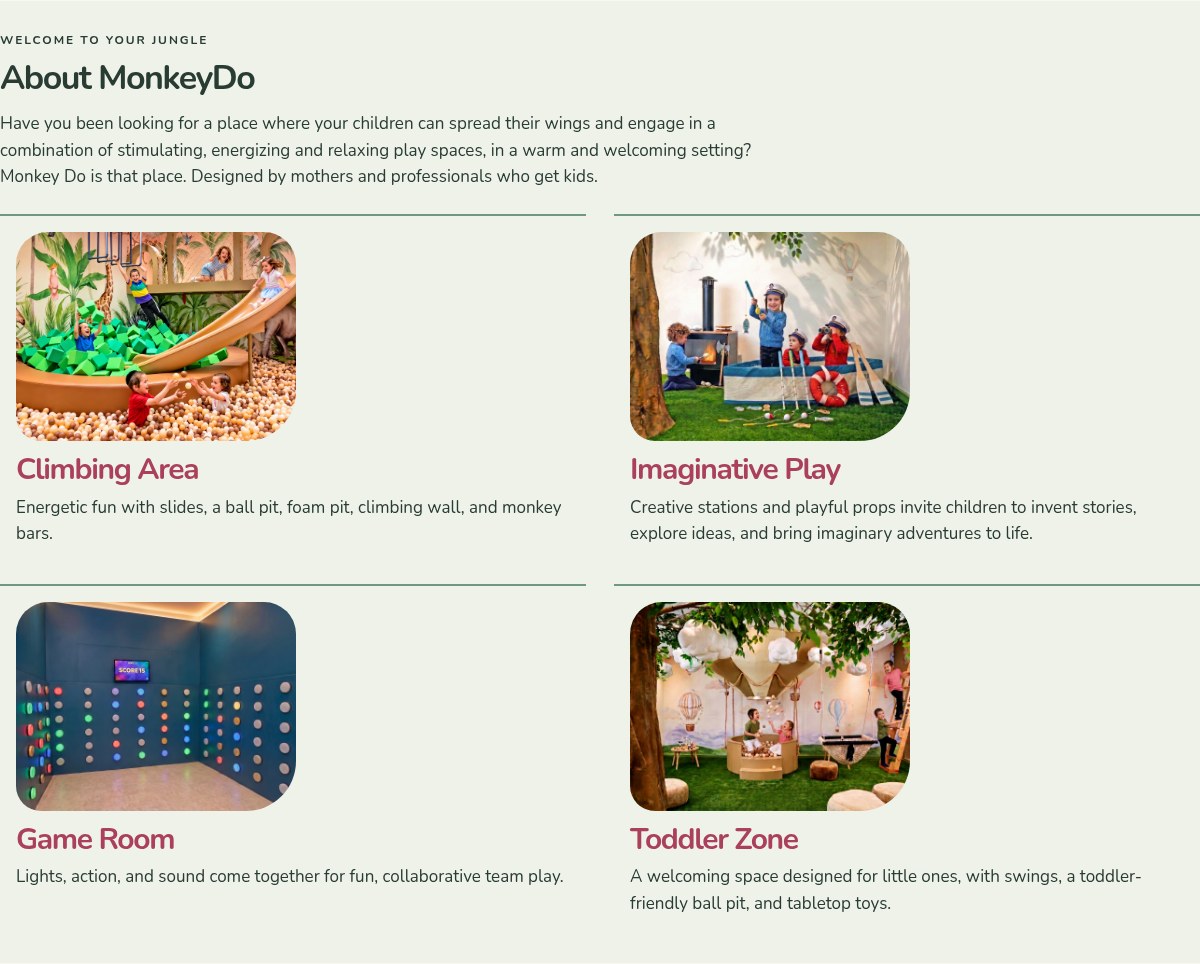 WELCOME TO YOUR JUNGLE
About MonkeyDo
Have you been looking for a place where your children can spread their wings and engage in a
combination of stimulating, energizing and relaxing play spaces, in a warm and welcoming setting?
Monkey Do is that place. Designed by mothers and professionals who get kids.
Climbing Area
Energetic fun with slides, a ball pit, foam pit, climbing wall, and monkey
bars.
Imaginative Play
Creative stations and playful props invite children to invent stories,
explore ideas, and bring imaginary adventures to life.
SCORE 15
Game Room
Lights, action, and sound come together for fun, collaborative team play.
Toddler Zone
A welcoming space designed for little ones, with swings, a toddler-
friendly ball pit, and tabletop toys.